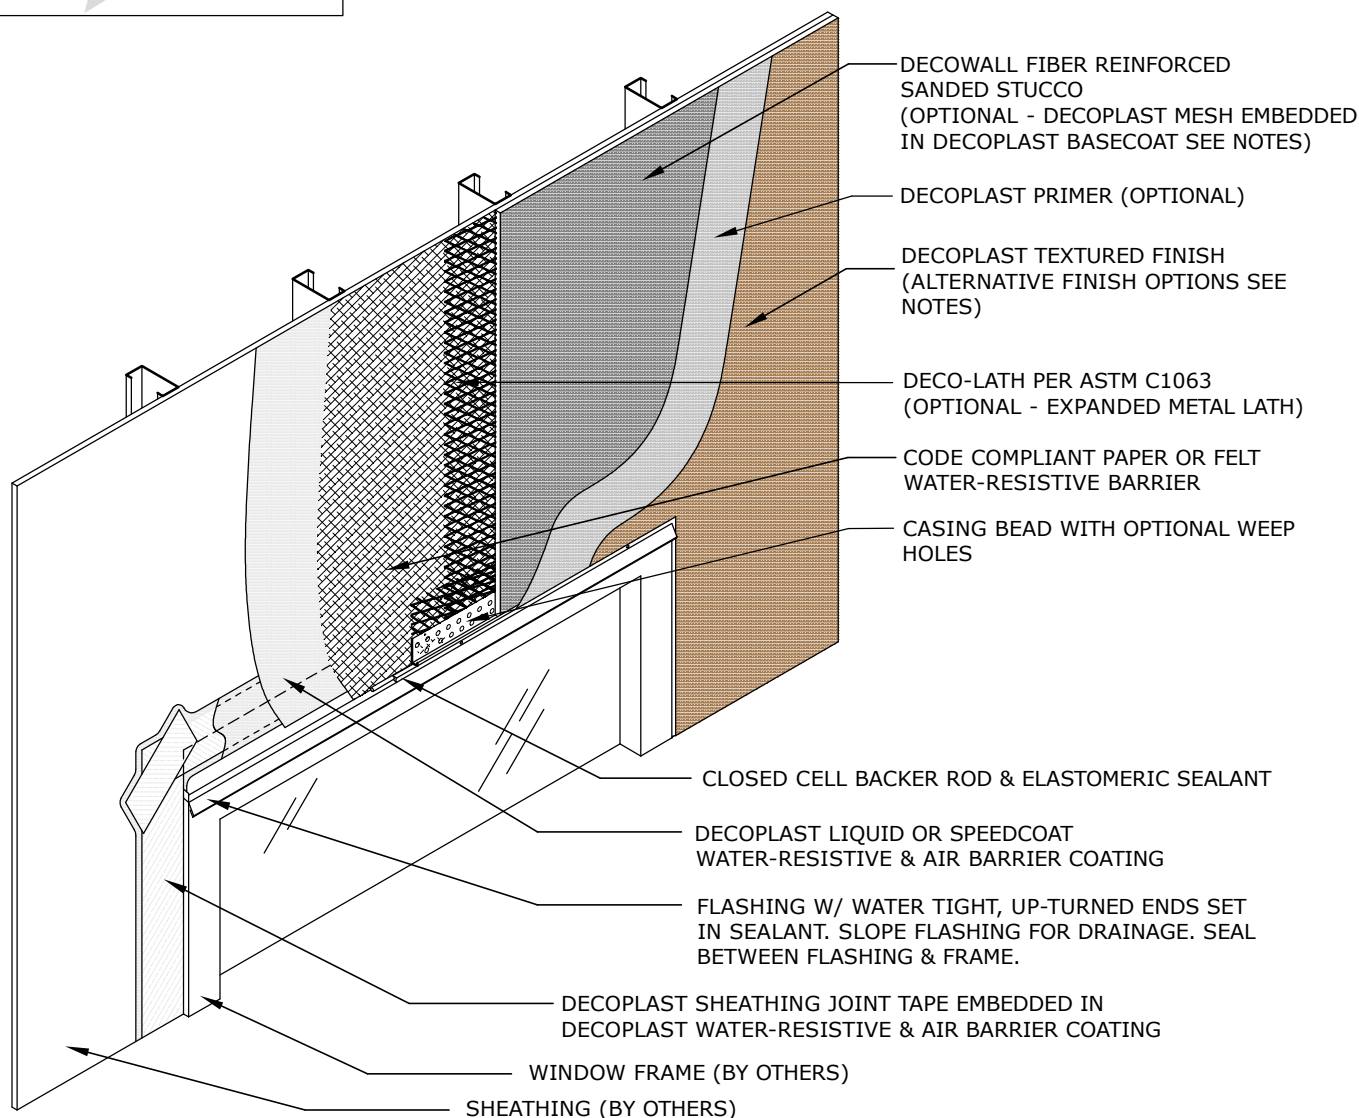 DECOWALL FIBER REINFORCED
SANDED STUCCO
(OPTIONAL - DECOPLAST MESH EMBEDDED
IN DECOPLAST BASECOAT SEE NOTES)
DECOPLAST PRIMER (OPTIONAL)
DECOPLAST TEXTURED FINISH
(ALTERNATIVE FINISH OPTIONS SEE
NOTES)
DECO-LATH PER ASTM C1063
(OPTIONAL - EXPANDED METAL LATH)
CODE COMPLIANT PAPER OR FELT
WATER-RESISTIVE BARRIER
CASING BEAD WITH OPTIONAL WEEP
HOLES
CLOSED CELL BACKER ROD & ELASTOMERIC SEALANT
DECOPLAST LIQUID OR SPEEDCOAT
WATER-RESISTIVE & AIR BARRIER COATING
FLASHING W/ WATER TIGHT, UP-TURNED ENDS SET
IN SEALANT. SLOPE FLASHING FOR DRAINAGE. SEAL
BETWEEN FLASHING & FRAME.
DECOPLAST SHEATHING JOINT TAPE EMBEDDED IN
DECOPLAST WATER-RESISTIVE & AIR BARRIER COATING
WINDOW FRAME (BY OTHERS)
SHEATHING (BY OTHERS)